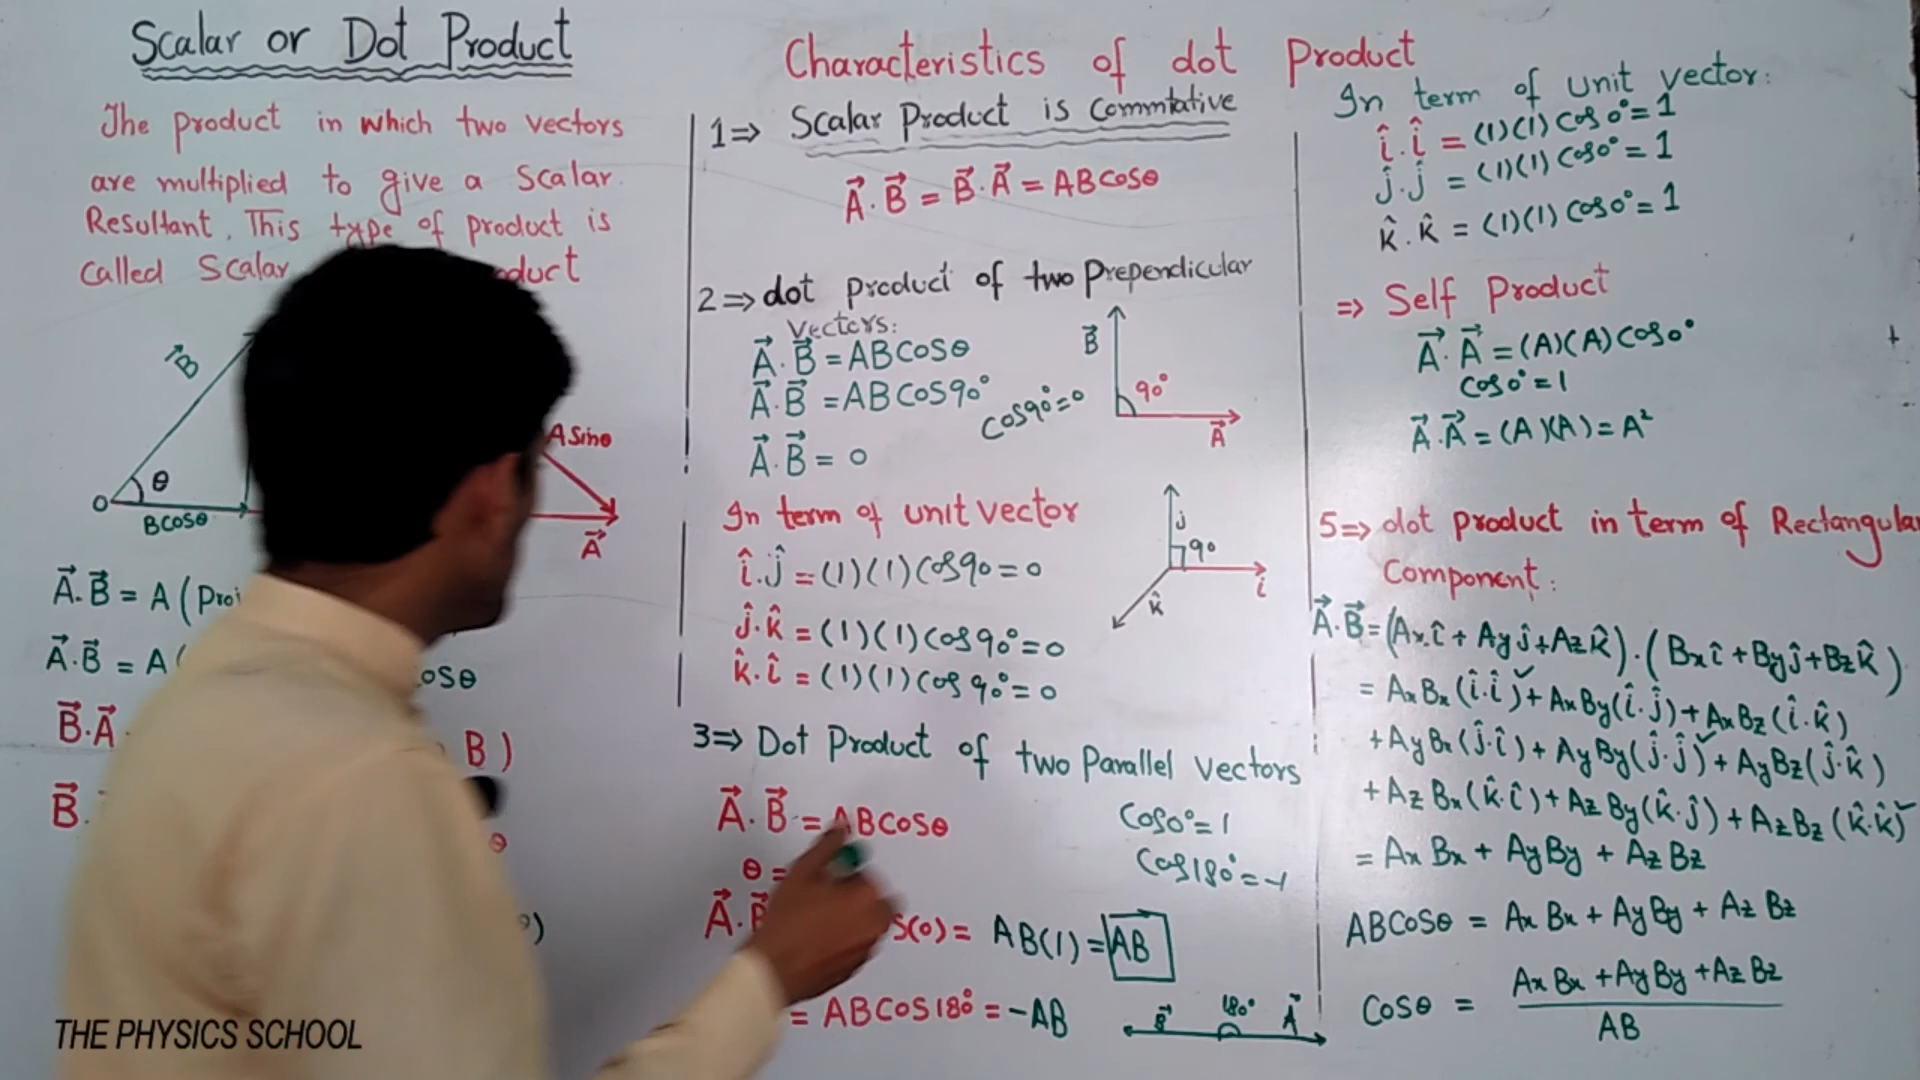 Scalar or Dot Product
The product in which two vectors
are multiplied to give a Scalar
Resultant. This type of product is
called Scalar
B⃗
A Sinθ
θ
O
BCosθ
A⃗
A⃗.B⃗ = A (Proj
A⃗.B⃗ = A (
osθ
B⃗.A⃗
B )
B⃗.
θ
Characteristics of dot Product
1⇒ Scalar Product is Commtative
A⃗.B⃗ = B⃗.A⃗ = ABCosθ
2⇒ dot product of two Prependicular
Vectors:
A⃗.B⃗ = ABCosθ
A⃗.B⃗ = ABCos90°
Cos90°=0
A⃗.B⃗ = 0
B⃗
90°
A⃗
In term of unit vector
î.ĵ = (1)(1)Cos90=0
ĵ.k̂ = (1)(1)Cos90°=0
k̂.î = (1)(1)Cos90°=0
j
90
k̂
i
3⇒ Dot Product of two Parallel Vectors
A⃗.B⃗ = ABCosθ
Cos0°=1
θ =
Cos180°=-1
A⃗.B⃗
s(0) = AB(1) = AB
= ABCos180° = -AB
B⃗ 180° A⃗
In term of unit vector:
î.î = (1)(1)Cos0°=1
ĵ.ĵ = (1)(1)Cos0°=1
k̂.k̂ = (1)(1)Cos0°=1
⇒ Self Product
A⃗.A⃗ = (A)(A)Cos0°
Cos0°=1
A⃗.A⃗ = (A)(A) = A²
5⇒ dot product in term of Rectangular
Component:
A⃗.B⃗ = (Axî + Ayĵ + Azk̂).(Bxî + Byĵ + Bzk̂)
= AxBx(î.î) + AxBy(î.ĵ) + AxBz(î.k̂)
+ AyBx(ĵ.î) + AyBy(ĵ.ĵ) + AyBz(ĵ.k̂)
+ AzBx(k̂.î) + AzBy(k̂.ĵ) + AzBz(k̂.k̂)
= AxBx + AyBy + AzBz
ABCosθ = AxBx + AyBy + AzBz
Cosθ = AxBx + AyBy + AzBz
AB
THE PHYSICS SCHOOL